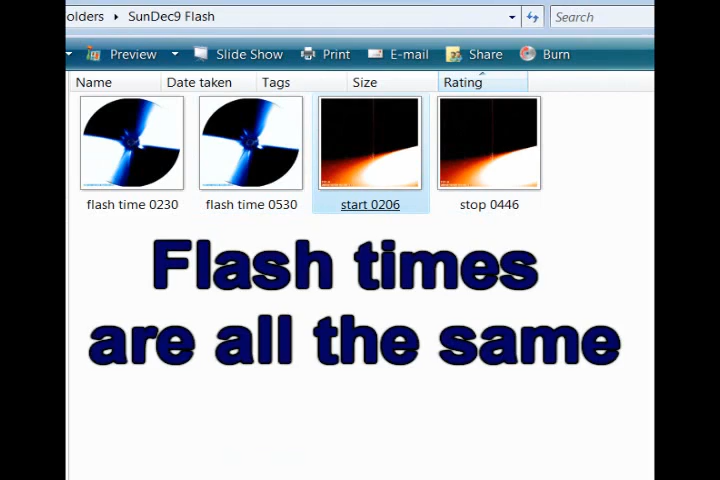 olders SunDec9 Flash Search
Preview Slide Show Print E-mail Share Burn
Name Date taken Tags Size Rating
flash time 0230 flash time 0530 start 0206 stop 0446
Flash times
are all the same